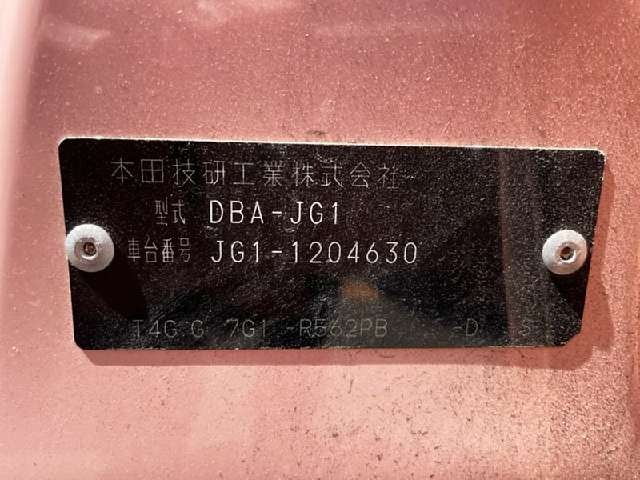 本田技研工業株式会社
型式 DBA-JG1
車台番号 JG1-1204630
7G1 -R562PB -D